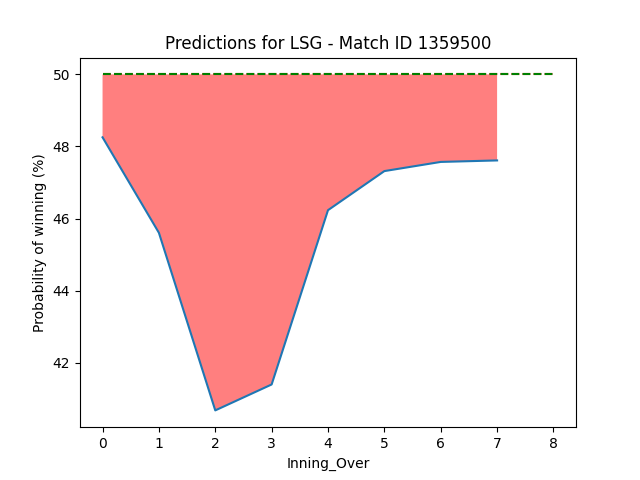 Predictions for LSG - Match ID 1359500
50
48
46
44
42
Probability of winning (%)
0 1 2 3 4 5 6 7 8
Inning_Over